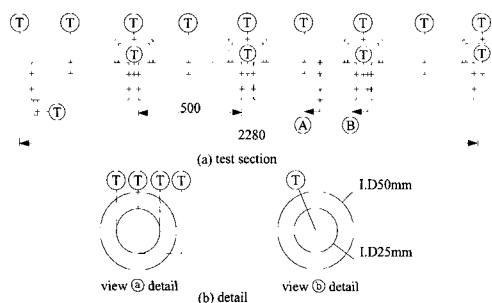 T T T T T T T T T
T T T T
T
500
A B
2280
(a) test section
T T T T T
I.D50mm
I.D25mm
view ⓐ detail view ⓑ detail
(b) detail